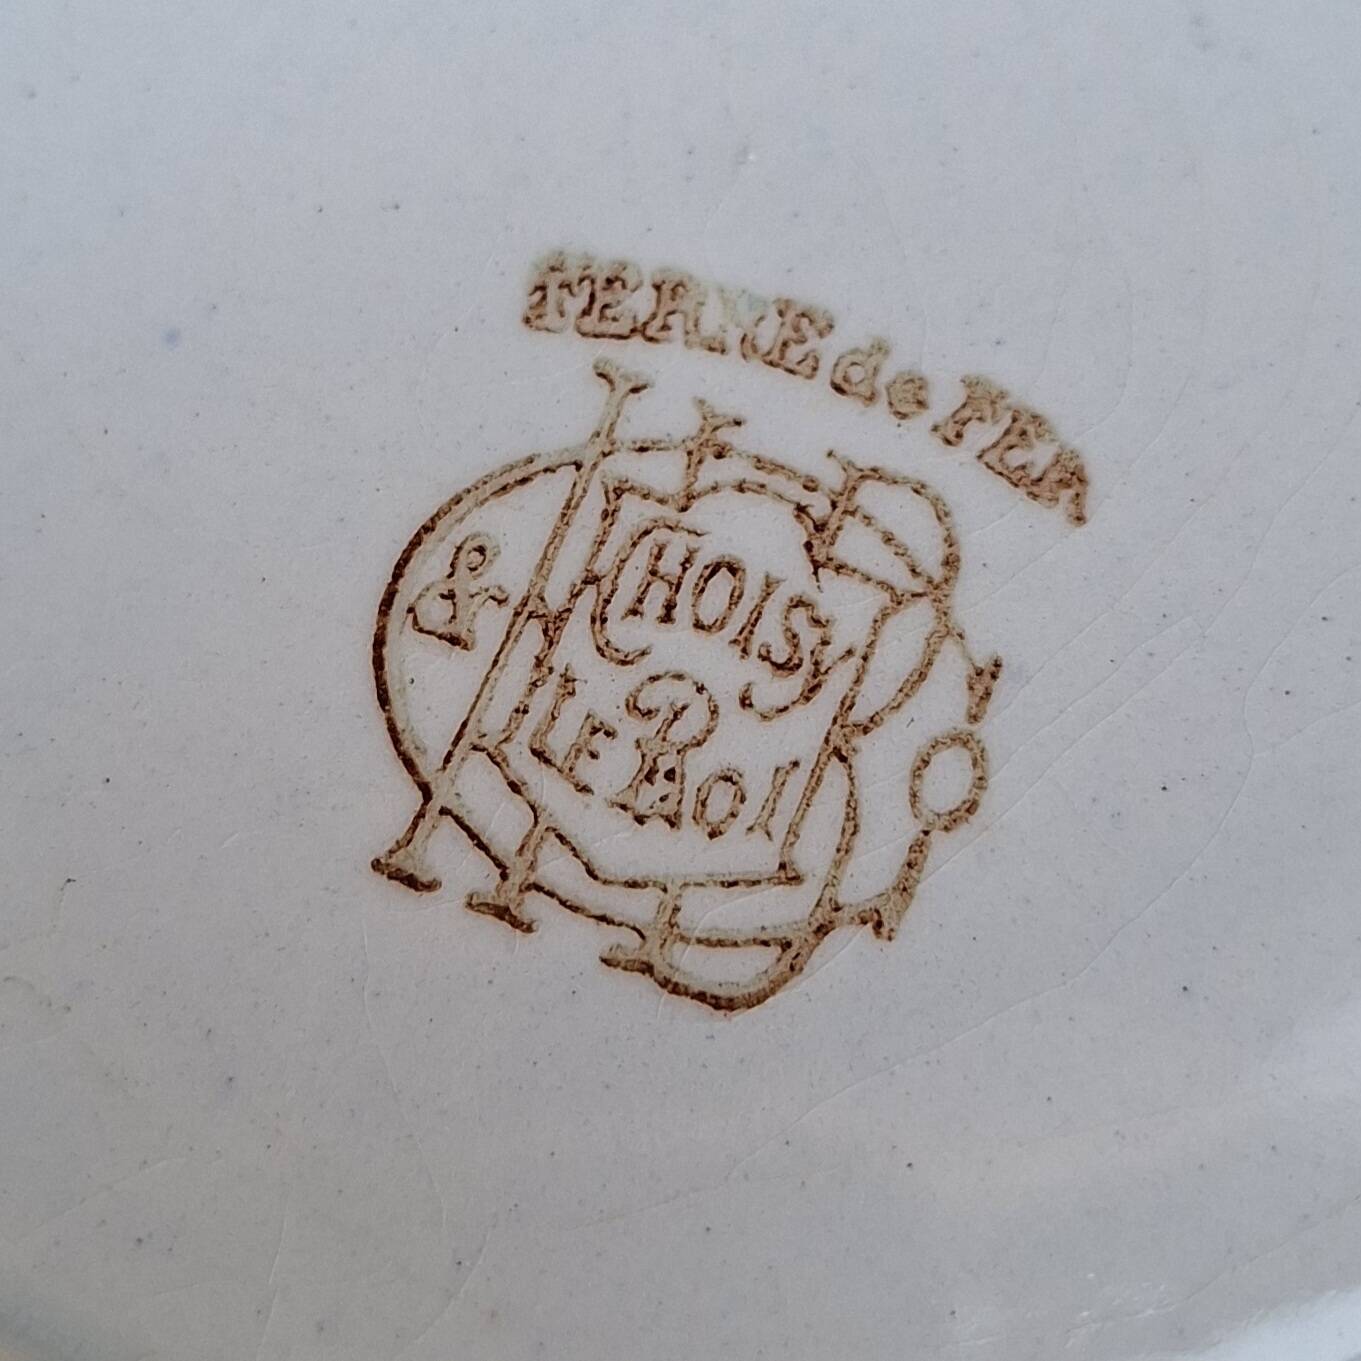 TERRE de FER
&
CHOISY
LE ROI